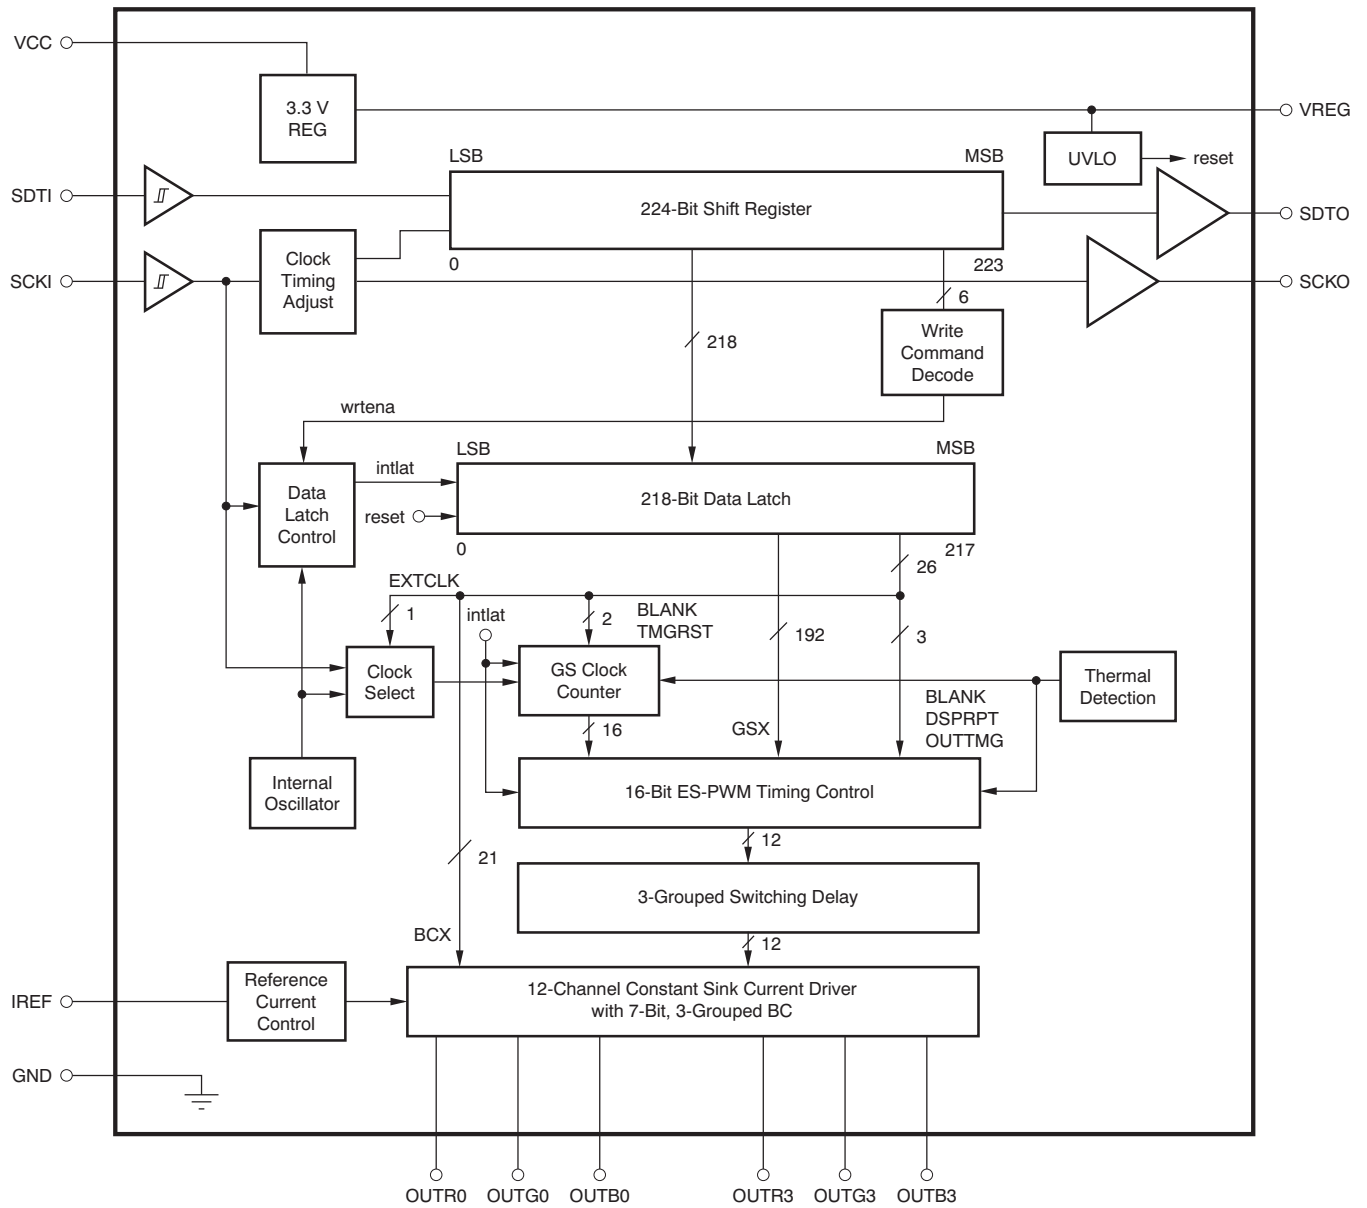 VCC
3.3 V
REG
VREG
UVLO
reset
LSB
MSB
SDTI
224-Bit Shift Register
SDTO
Clock
Timing
Adjust
0
223
SCKI
SCKO
6
218
Write
Command
Decode
wrtena
LSB
MSB
intlat
Data
Latch
Control
218-Bit Data Latch
reset
0
217
26
EXTCLK
1
intlat
2
BLANK
TMGRST
192
3
Clock
Select
GS Clock
Counter
Thermal
Detection
BLANK
DSPRPT
OUTTMG
16
GSX
Internal
Oscillator
16-Bit ES-PWM Timing Control
12
21
3-Grouped Switching Delay
BCX
12
IREF
Reference
Current
Control
12-Channel Constant Sink Current Driver
with 7-Bit, 3-Grouped BC
GND
OUTR0
OUTG0
OUTB0
OUTR3
OUTG3
OUTB3